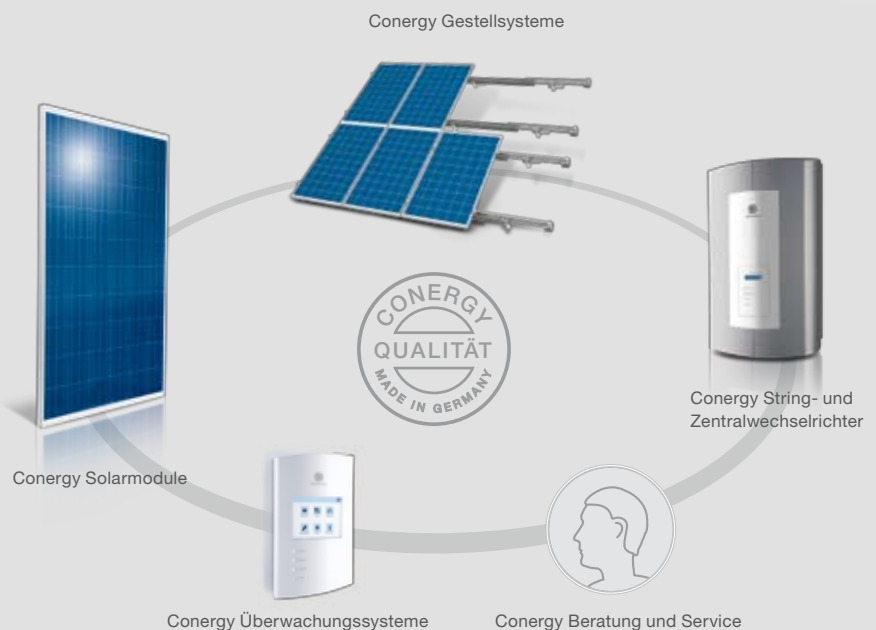 Conergy Gestellsysteme
CONERGY
QUALITÄT
MADE IN GERMANY
Conergy String- und
Zentralwechselrichter
Conergy Solarmodule
Conergy Überwachungssysteme
Conergy Beratung und Service